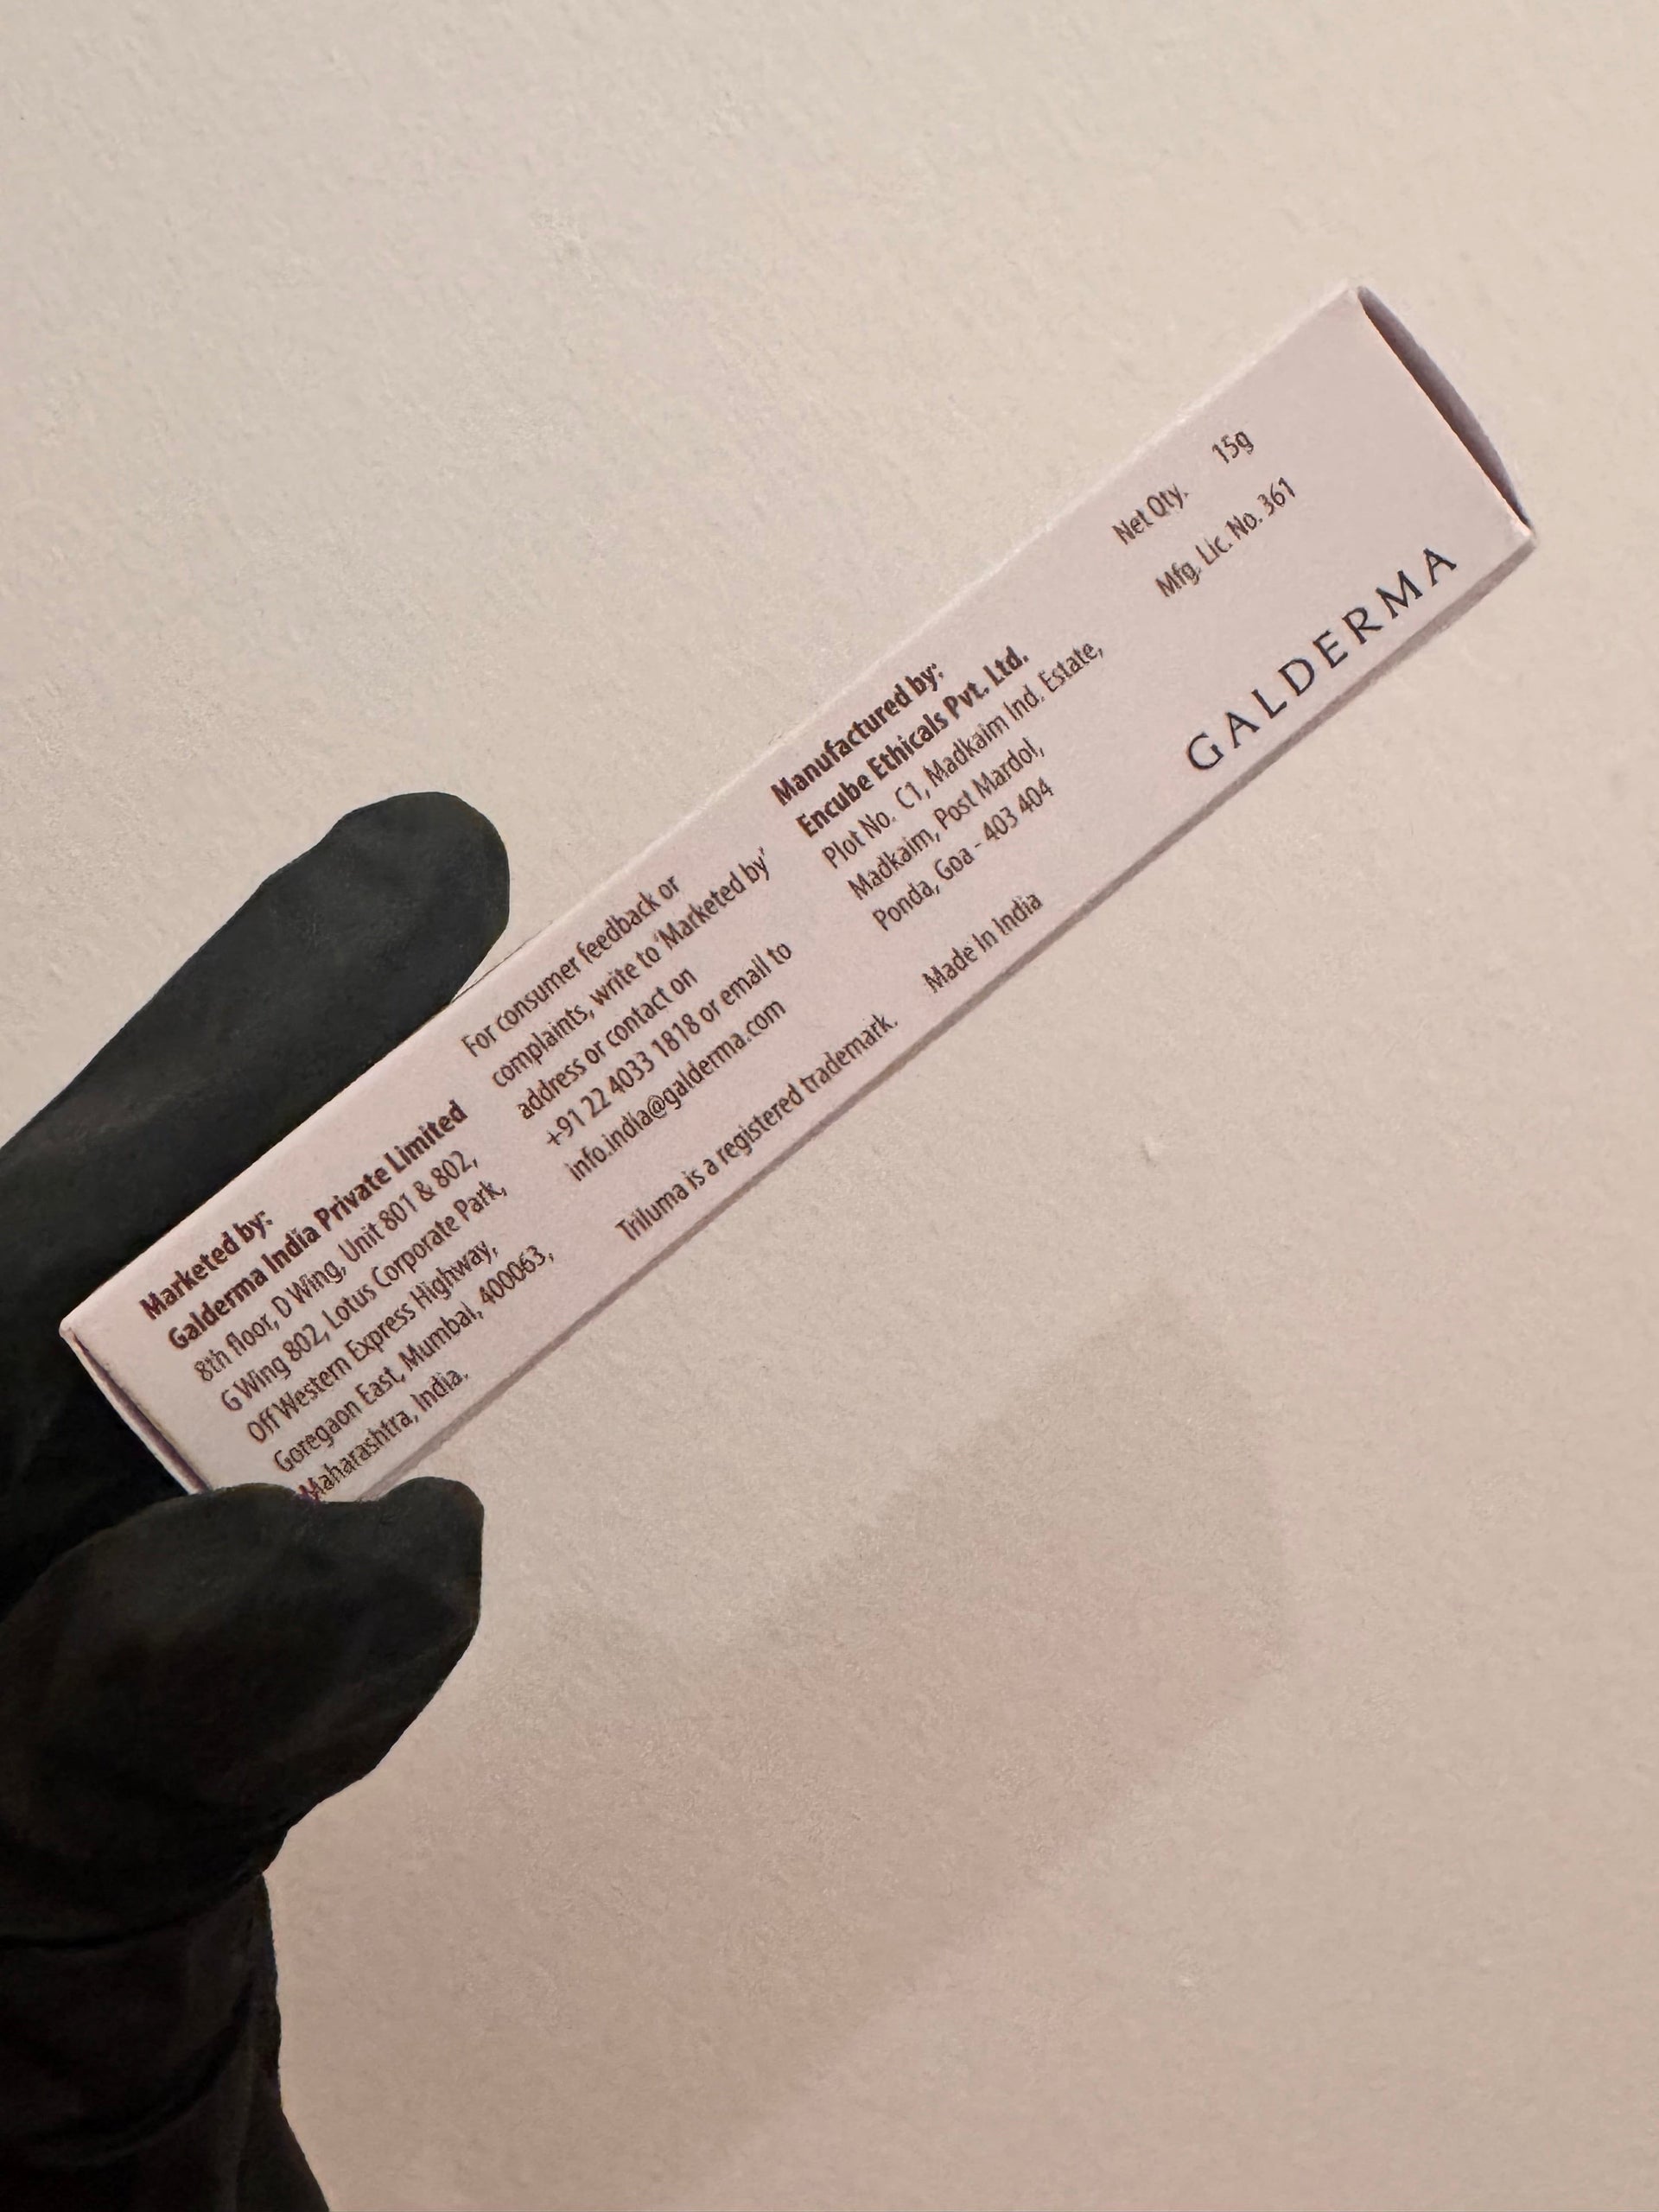 Marketed by:
Galderma India Private Limited
8th floor, D Wing, Unit 801 & 802,
G Wing 802, Lotus Corporate Park,
Off Western Express Highway,
Goregaon East, Mumbai, 400063,
Maharashtra, India.
For consumer feedback or
complaints, write to 'Marketed by'
address or contact on
+91 22 4033 1818 or email to
info.india@galderma.com
Triluma is a registered trademark.
Manufactured by:
Encube Ethicals Pvt. Ltd.
Plot No. C1, Madkaim Ind. Estate,
Madkaim, Post Mardol,
Ponda, Goa - 403 404
Made In India
Net Qty. 15g
Mfg. Lic. No. 361
GALDERMA